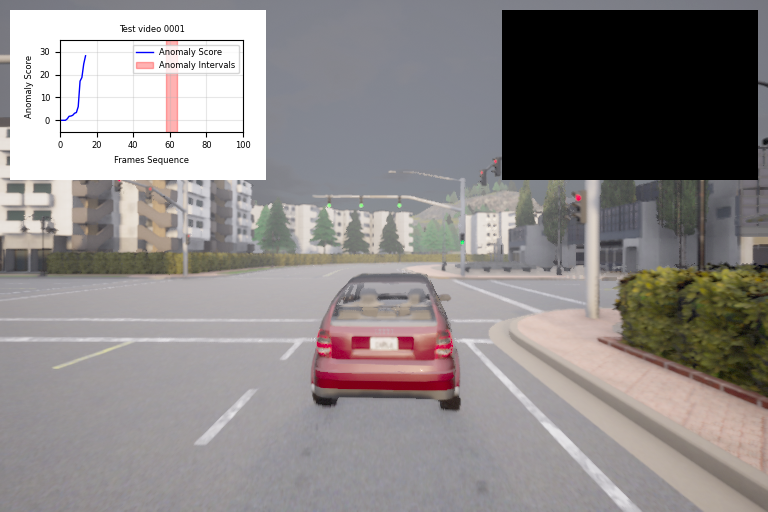 Test video 0001
Anomaly Score
30
20
10
0
Anomaly Score
Anomaly Intervals
0 20 40 60 80 100
Frames Sequence